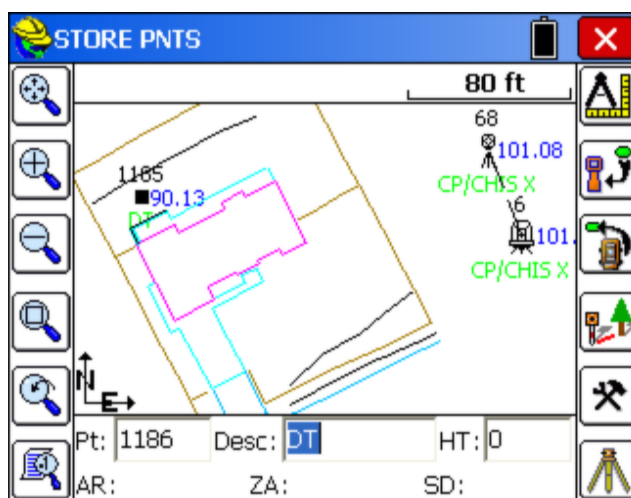 STORE PNTS
80 ft
68
101.08
CP/CHIS X
1185
90.13
DT
6
101.
CP/CHIS X
N
E
Pt: 1186 Desc: DT HT: 0
AR: ZA: SD: